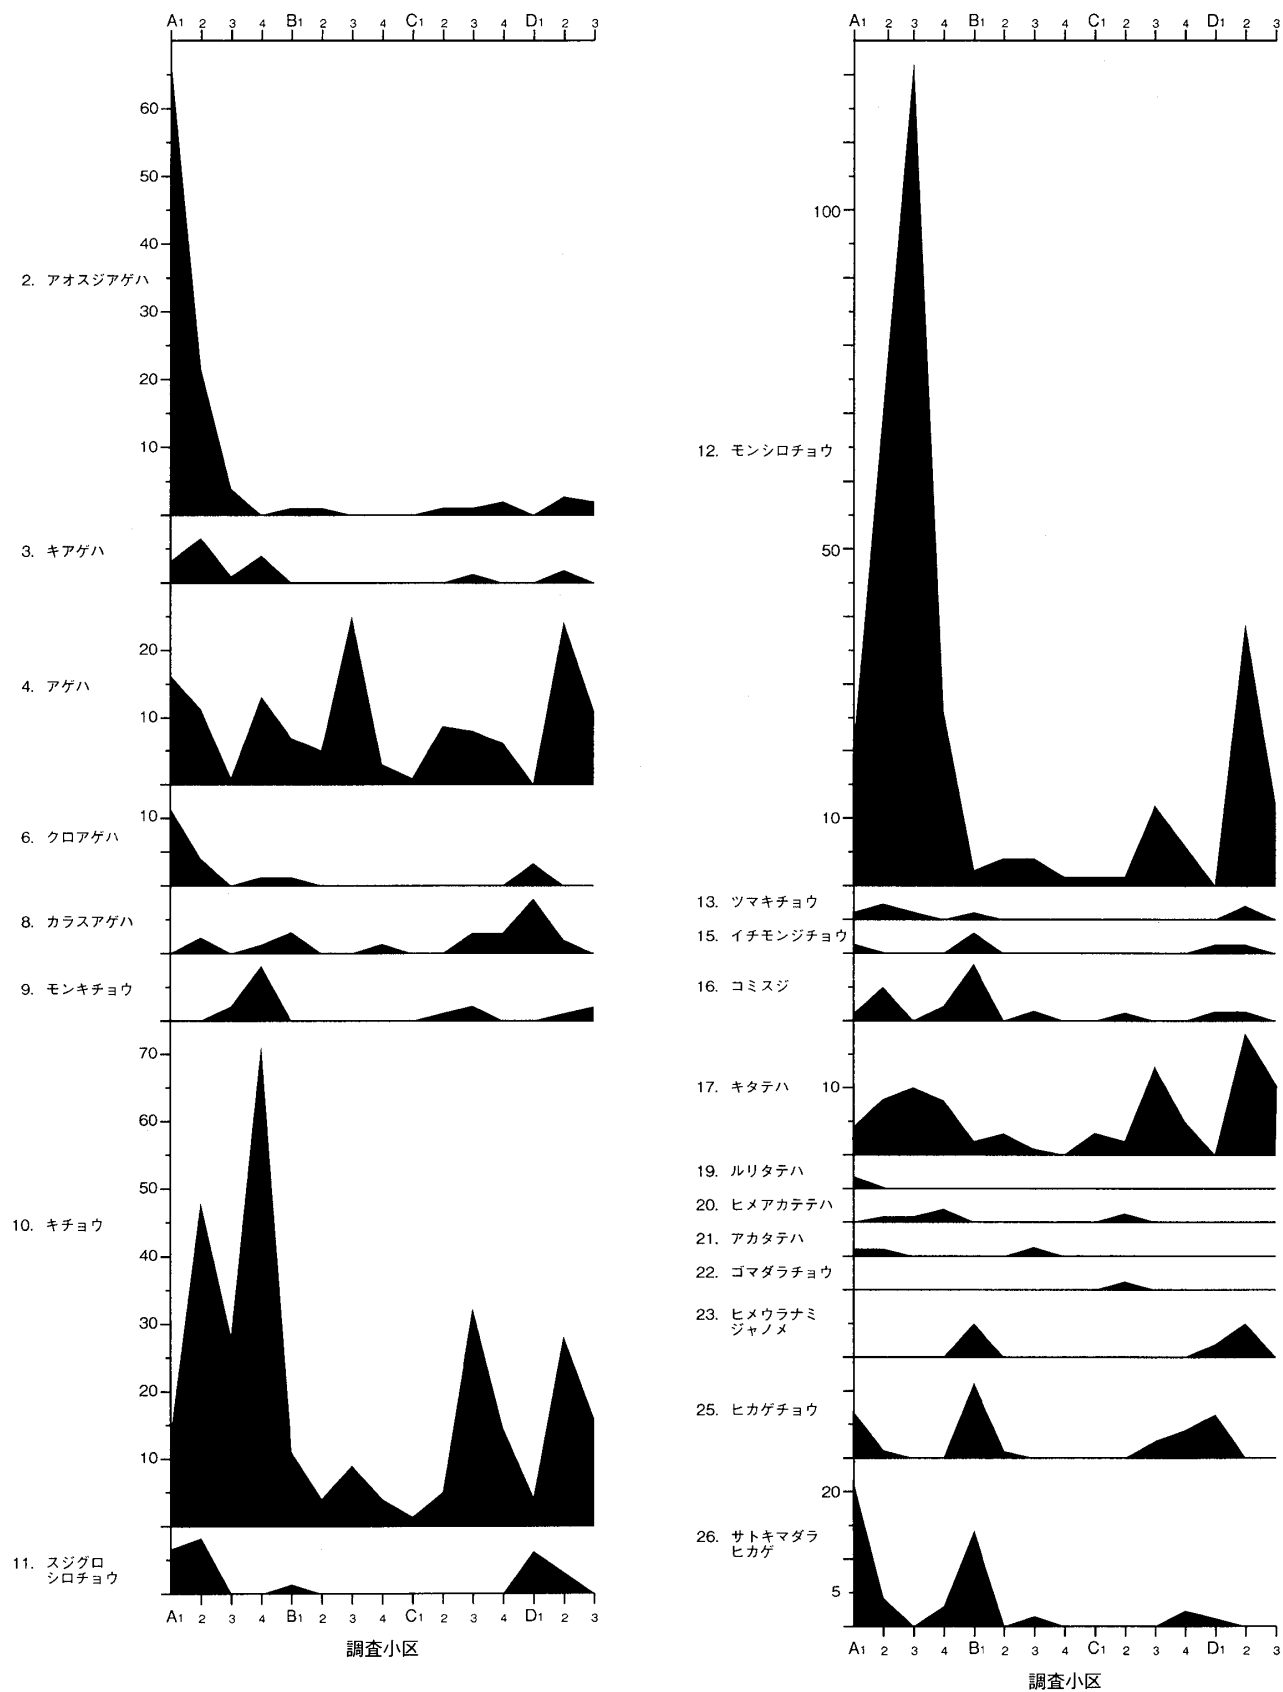 A1 2 3 4 B1 2 3 4 C1 2 3 4 D1 2 3
60
50
40
2. アオスジアゲハ
30
20
10
3. キアゲハ
20
4. アゲハ
10
10
6. クロアゲハ
8. カラスアゲハ
9. モンキチョウ
70
60
50
10. キチョウ
40
30
20
10
11. スジグロ
シロチョウ
A1 2 3 4 B1 2 3 4 C1 2 3 4 D1 2 3
調査小区
A1 2 3 4 B1 2 3 4 C1 2 3 4 D1 2 3
100
12. モンシロチョウ
50
10
13. ツマキチョウ
15. イチモンジチョウ
16. コミスジ
17. キタテハ 10
19. ルリタテハ
20. ヒメアカテテハ
21. アカタテハ
22. ゴマダラチョウ
23. ヒメウラナミ
ジャノメ
25. ヒカゲチョウ
20
26. サトキマダラ
ヒカゲ
5
A1 2 3 4 B1 2 3 4 C1 2 3 4 D1 2 3
調査小区